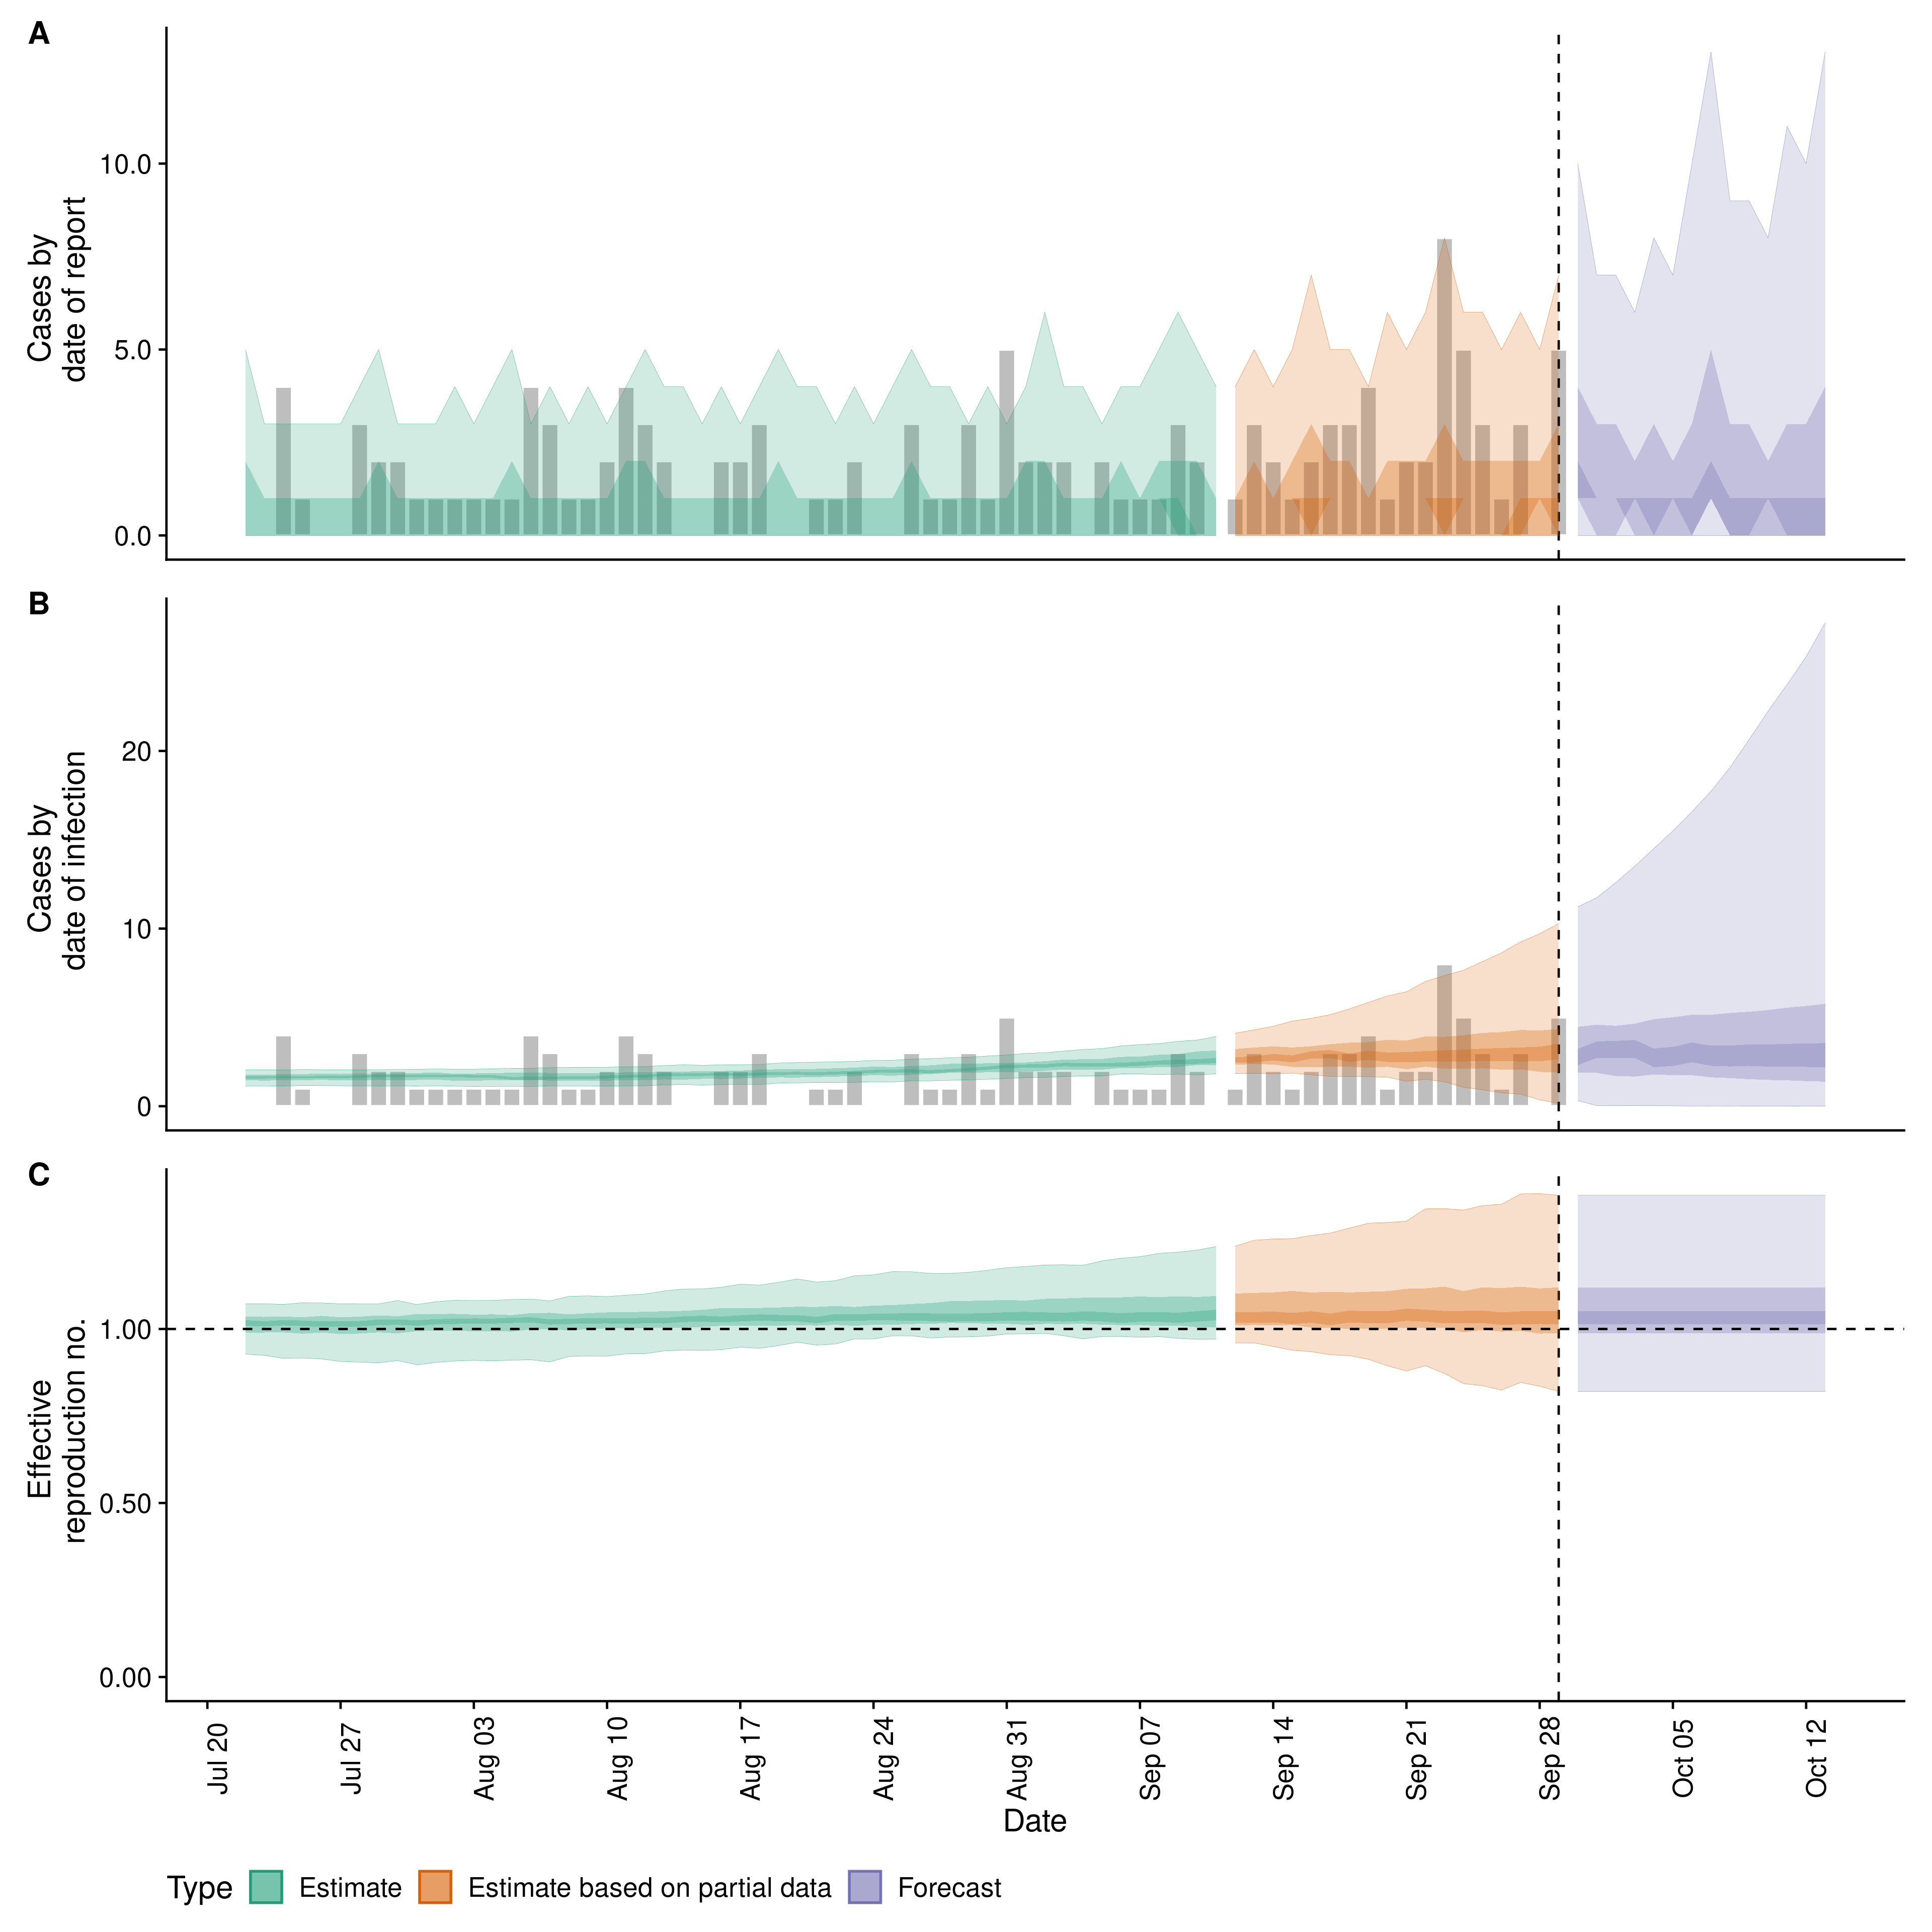 A
Cases by
date of report
10.0
5.0
0.0
B
Cases by
date of infection
20
10
0
C
Effective
reproduction no.
1.00
0.50
0.00
Jul 20
Jul 27
Aug 03
Aug 10
Aug 17
Aug 24
Aug 31
Sep 07
Sep 14
Sep 21
Sep 28
Oct 05
Oct 12
Date
Type Estimate Estimate based on partial data Forecast